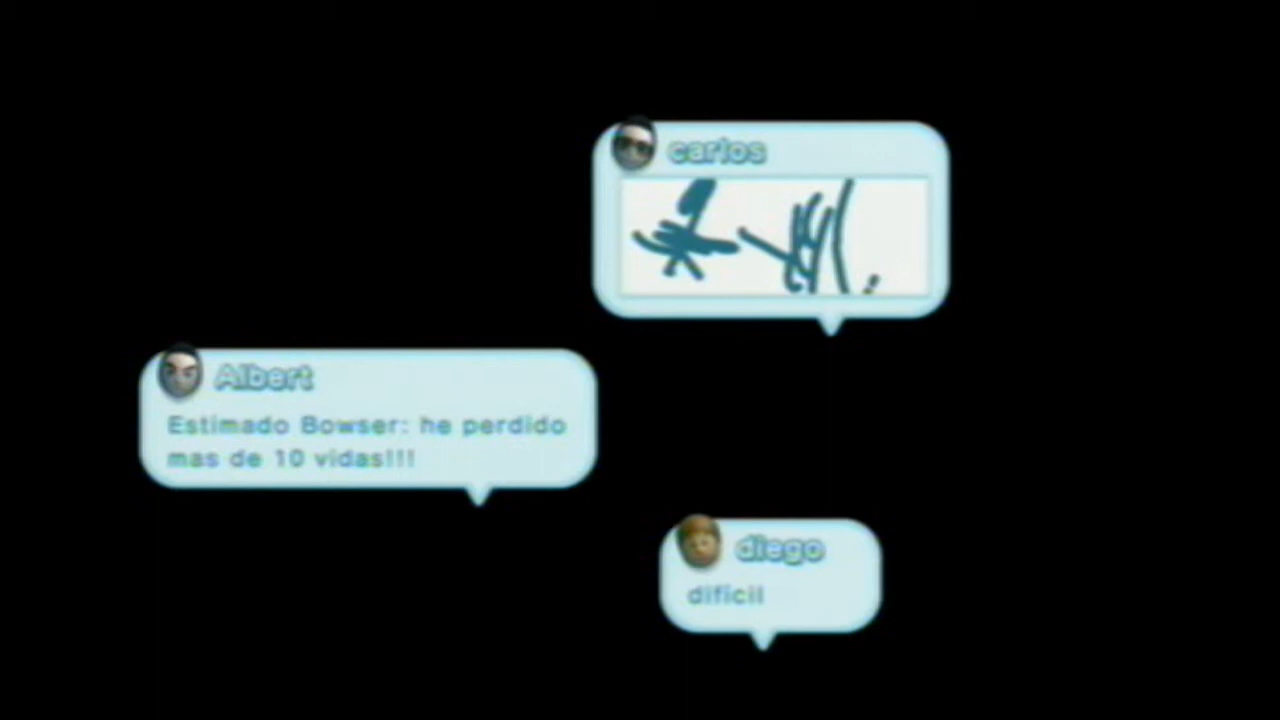 carlos
Albert
Estimado Bowser: he perdido
mas de 10 vidas!!!
diego
dificil